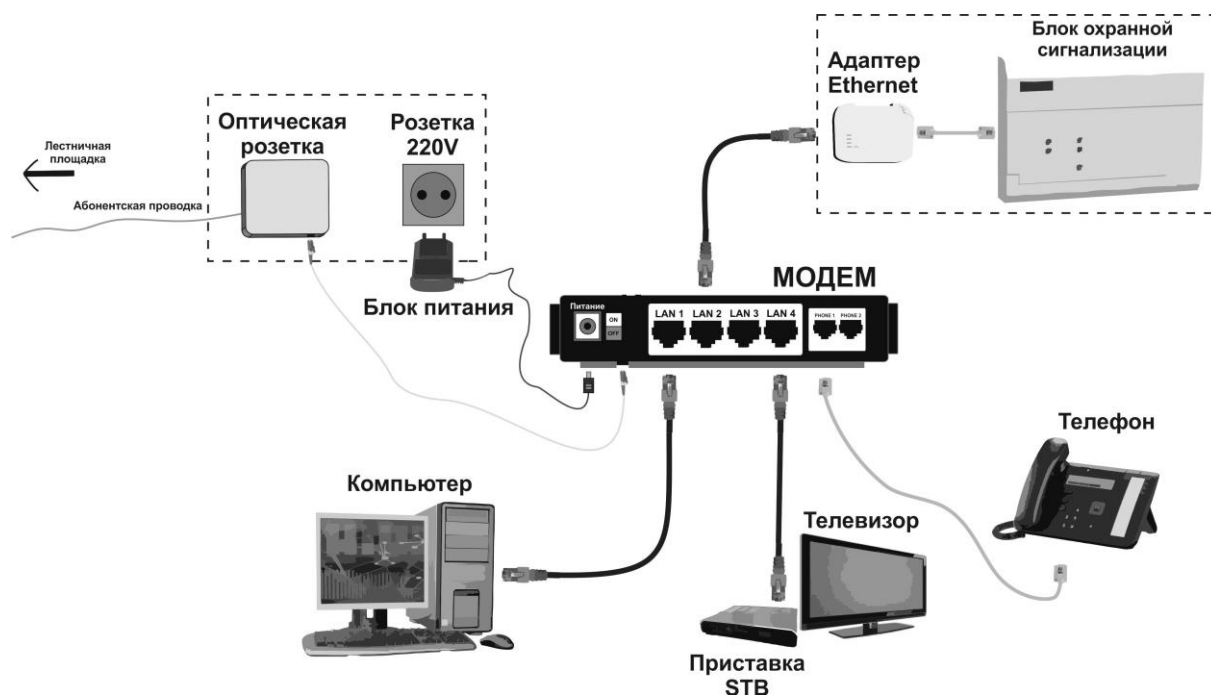 Блок охранной
сигнализации
Адаптер
Ethernet
Оптическая
розетка
Розетка
220V
Лестничная
площадка
Абонентская проводка
Блок питания
МОДЕМ
Питание
ON
OFF
LAN 1
LAN 2
LAN 3
LAN 4
PHONE 1
PHONE 2
Компьютер
Телевизор
Телефон
Приставка
STB